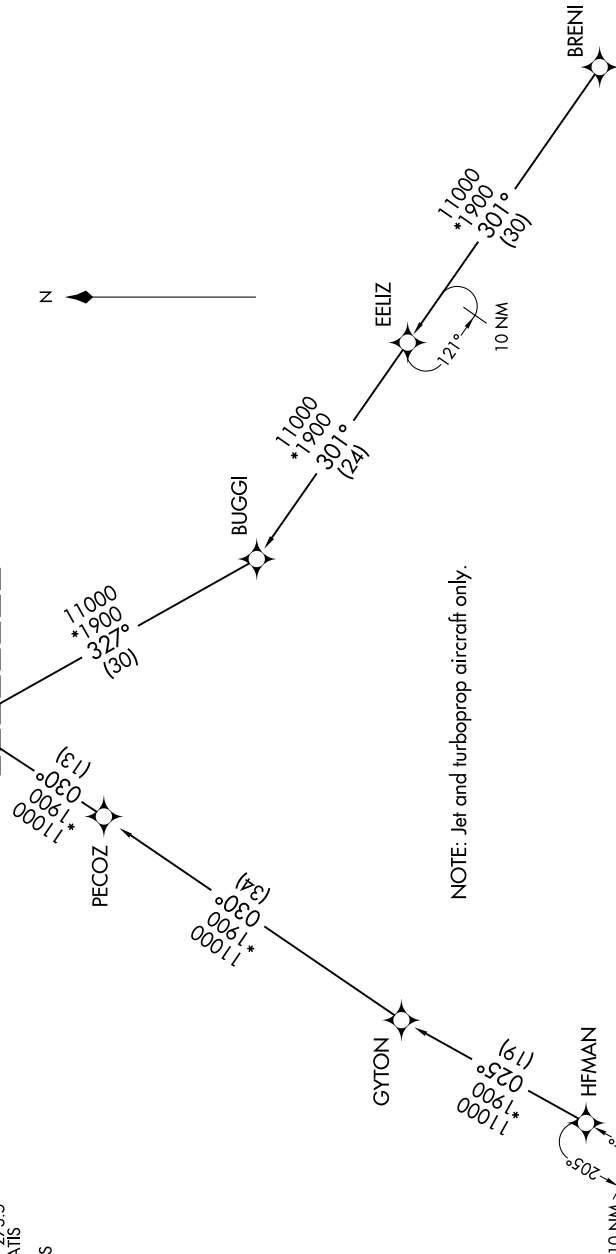 BRENI
11000
*1900
301°
(30)
N
EELIZ
121°
10 NM
11000
*1900
301°
(24)
BUGGI
11000
*1900
327°
(30)
11000
*1900
030°
(13)
PECOZ
11000
*1900
030°
(34)
NOTE: Jet and turboprop aircraft only.
GYTON
11000
*1900
025°
(19)
HFMAN
205°
10 NM
ATIS
S